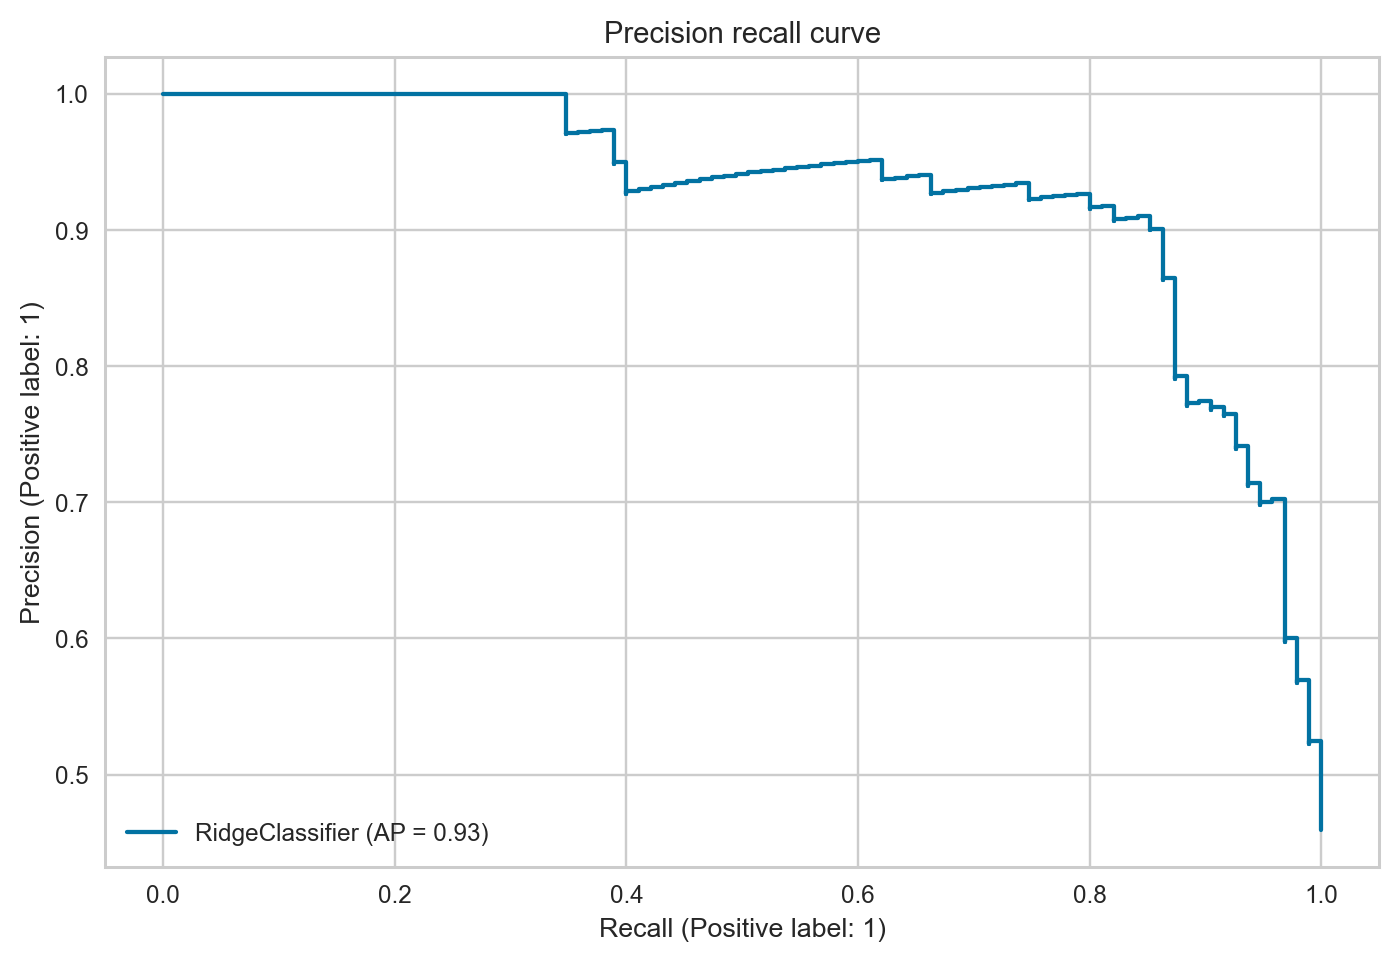 Precision recall curve
1.0
0.9
0.8
0.7
0.6
0.5
Precision (Positive label: 1)
RidgeClassifier (AP = 0.93)
0.0 0.2 0.4 0.6 0.8 1.0
Recall (Positive label: 1)